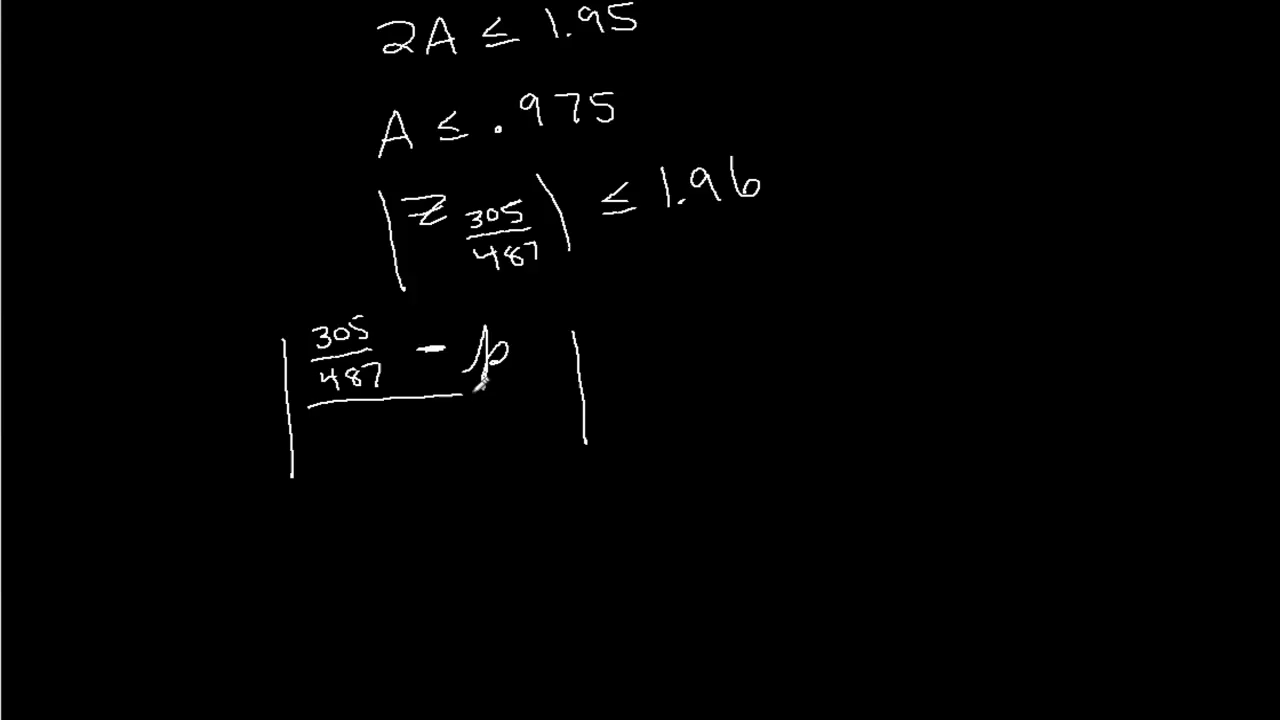 2A ≤ 1.95
A ≤ .975
|Z 305/487| ≤ 1.96
|305/487 - p|